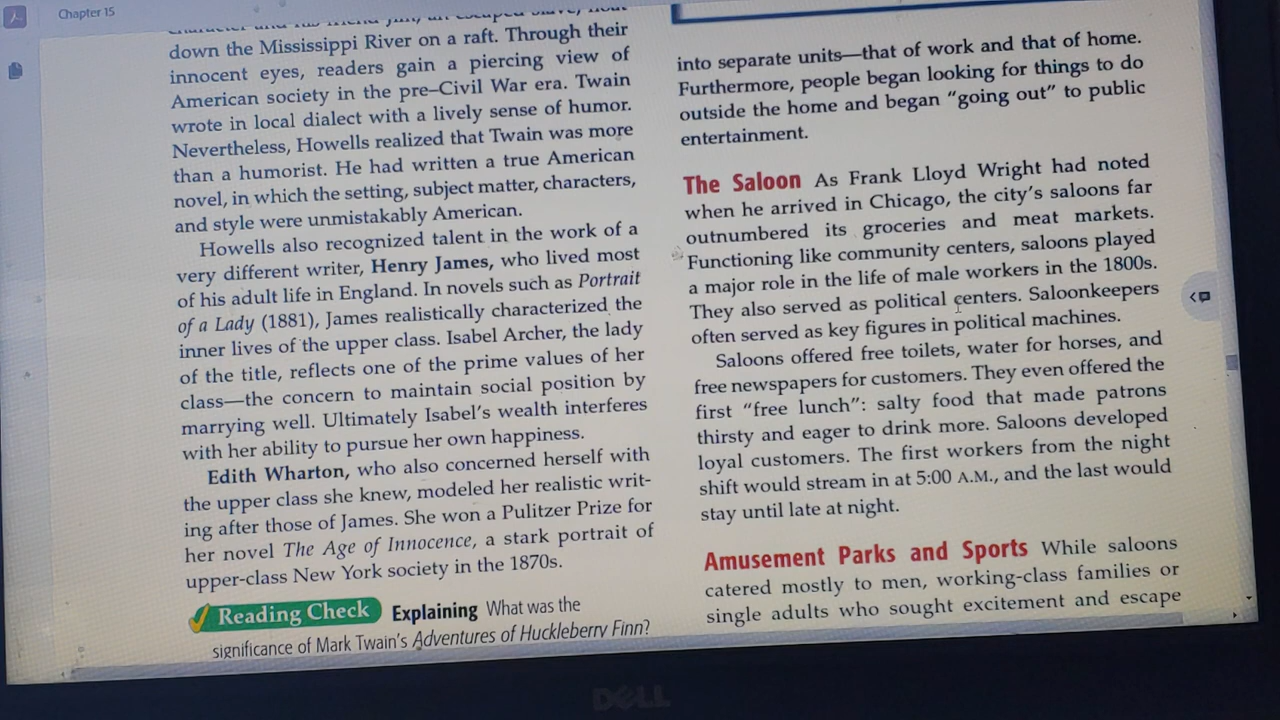 Chapter 15
down the Mississippi River on a raft. Through their
innocent eyes, readers gain a piercing view of
American society in the pre–Civil War era. Twain
wrote in local dialect with a lively sense of humor.
Nevertheless, Howells realized that Twain was more
than a humorist. He had written a true American
novel, in which the setting, subject matter, characters,
and style were unmistakably American.
Howells also recognized talent in the work of a
very different writer, Henry James, who lived most
of his adult life in England. In novels such as Portrait
of a Lady (1881), James realistically characterized the
inner lives of the upper class. Isabel Archer, the lady
of the title, reflects one of the prime values of her
class—the concern to maintain social position by
marrying well. Ultimately Isabel's wealth interferes
with her ability to pursue her own happiness.
Edith Wharton, who also concerned herself with
the upper class she knew, modeled her realistic writ-
ing after those of James. She won a Pulitzer Prize for
her novel The Age of Innocence, a stark portrait of
upper-class New York society in the 1870s.
Reading Check Explaining What was the
significance of Mark Twain's Adventures of Huckleberry Finn?
into separate units—that of work and that of home.
Furthermore, people began looking for things to do
outside the home and began "going out" to public
entertainment.
The Saloon As Frank Lloyd Wright had noted
when he arrived in Chicago, the city's saloons far
outnumbered its groceries and meat markets.
Functioning like community centers, saloons played
a major role in the life of male workers in the 1800s.
They also served as political centers. Saloonkeepers
often served as key figures in political machines.
Saloons offered free toilets, water for horses, and
free newspapers for customers. They even offered the
first "free lunch": salty food that made patrons
thirsty and eager to drink more. Saloons developed
loyal customers. The first workers from the night
shift would stream in at 5:00 A.M., and the last would
stay until late at night.
Amusement Parks and Sports While saloons
catered mostly to men, working-class families or
single adults who sought excitement and escape
DELL